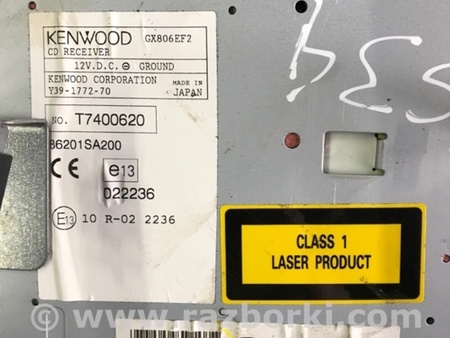 KENWOOD GX806EF2
CD RECEIVER
12V.D.C. ⊖ GROUND
KENWOOD CORPORATION MADE IN
Y39-1772-70 JAPAN
NO. T7400620
86201SA200
CE e13
022236
E13 10 R-02 2236
CLASS 1
LASER PRODUCT
www.razborki.com